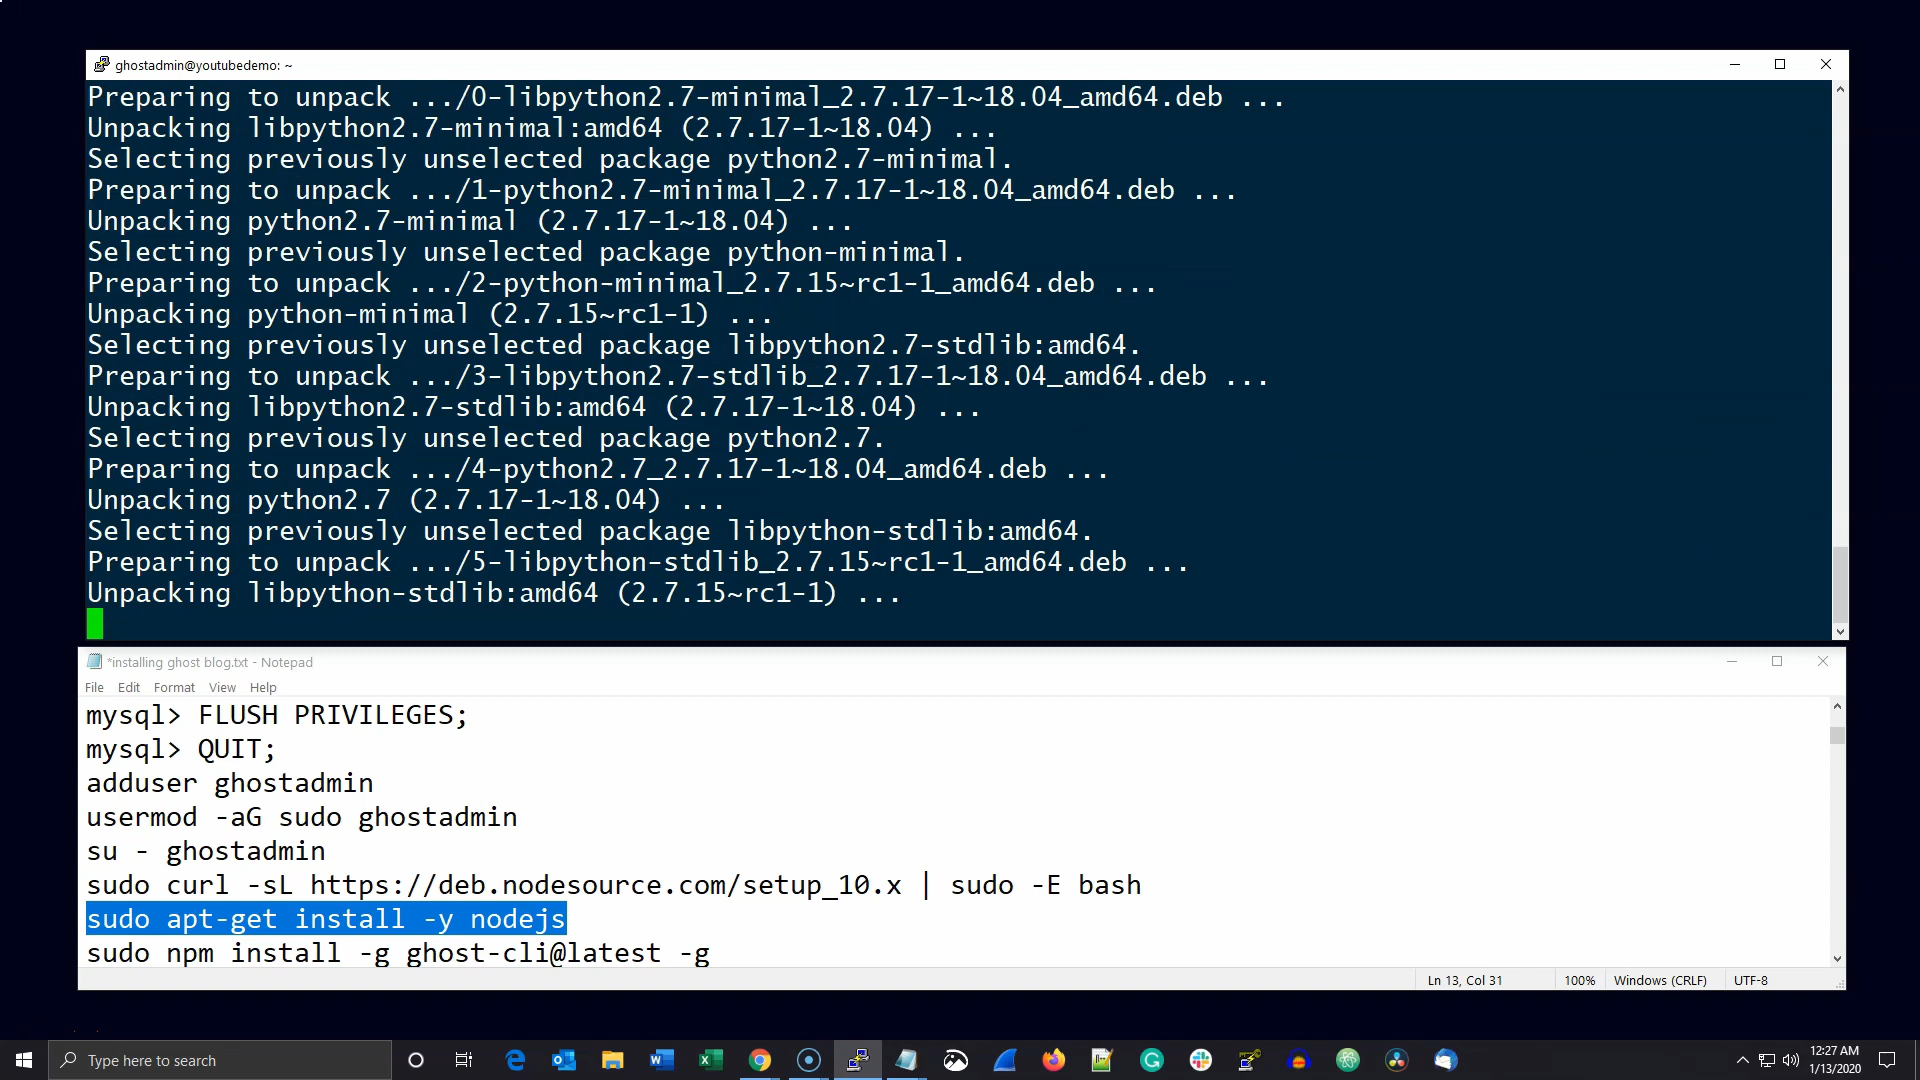 ghostadmin@youtubedemo: ~
Preparing to unpack .../0-libpython2.7-minimal_2.7.17-1~18.04_amd64.deb ...
Unpacking libpython2.7-minimal:amd64 (2.7.17-1~18.04) ...
Selecting previously unselected package python2.7-minimal.
Preparing to unpack .../1-python2.7-minimal_2.7.17-1~18.04_amd64.deb ...
Unpacking python2.7-minimal (2.7.17-1~18.04) ...
Selecting previously unselected package python-minimal.
Preparing to unpack .../2-python-minimal_2.7.15~rc1-1_amd64.deb ...
Unpacking python-minimal (2.7.15~rc1-1) ...
Selecting previously unselected package libpython2.7-stdlib:amd64.
Preparing to unpack .../3-libpython2.7-stdlib_2.7.17-1~18.04_amd64.deb ...
Unpacking libpython2.7-stdlib:amd64 (2.7.17-1~18.04) ...
Selecting previously unselected package python2.7.
Preparing to unpack .../4-python2.7_2.7.17-1~18.04_amd64.deb ...
Unpacking python2.7 (2.7.17-1~18.04) ...
Selecting previously unselected package libpython-stdlib:amd64.
Preparing to unpack .../5-libpython-stdlib_2.7.15~rc1-1_amd64.deb ...
Unpacking libpython-stdlib:amd64 (2.7.15~rc1-1) ...
*installing ghost blog.txt - Notepad
File Edit Format View Help
mysql> FLUSH PRIVILEGES;
mysql> QUIT;
adduser ghostadmin
usermod -aG sudo ghostadmin
su - ghostadmin
sudo curl -sL https://deb.nodesource.com/setup_10.x | sudo -E bash
sudo apt-get install -y nodejs
sudo npm install -g ghost-cli@latest -g
Ln 13, Col 31 100% Windows (CRLF) UTF-8
Type here to search
12:27 AM
1/13/2020